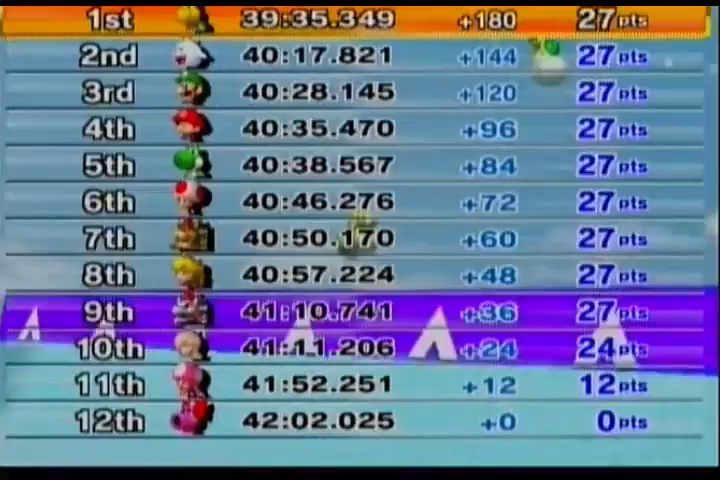 1st 39:35.349 +180 27pts
2nd 40:17.821 +144 27pts
3rd 40:28.145 +120 27pts
4th 40:35.470 +96 27pts
5th 40:38.567 +84 27pts
6th 40:46.276 +72 27pts
7th 40:50.170 +60 27pts
8th 40:57.224 +48 27pts
9th 41:10.741 +36 27pts
10th 41:11.206 +24 24pts
11th 41:52.251 +12 12pts
12th 42:02.025 +0 0pts